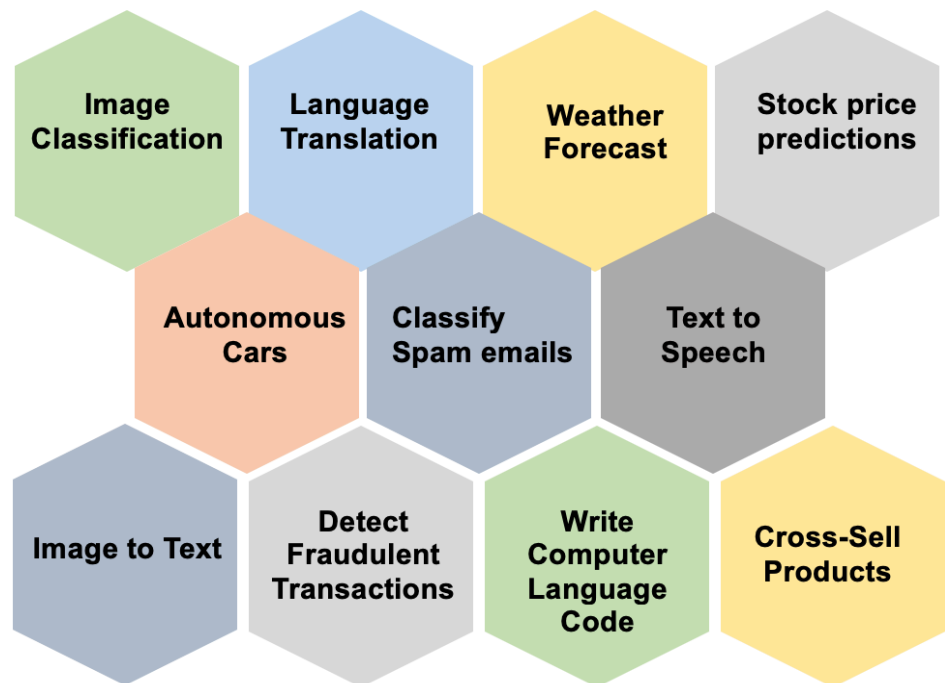 Image
Classification
Language
Translation
Weather
Forecast
Stock price
predictions
Autonomous
Cars
Classify
Spam emails
Text to
Speech
Image to Text
Detect
Fraudulent
Transactions
Write
Computer
Language
Code
Cross-Sell
Products